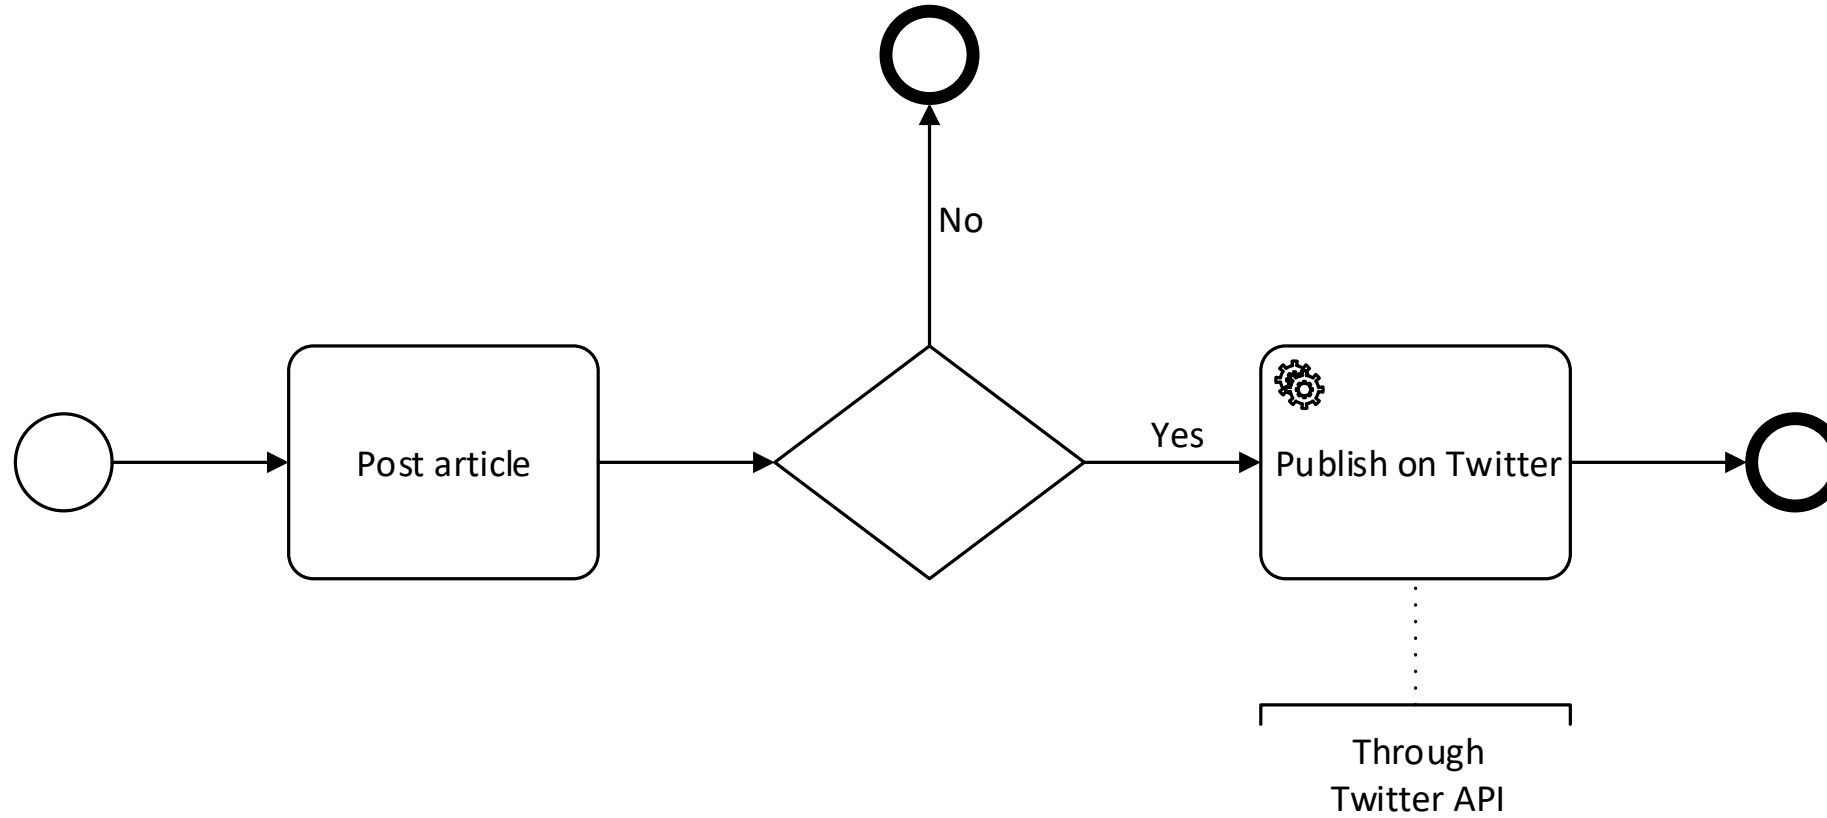 No
Post article
Yes
Publish on Twitter
Through
Twitter API